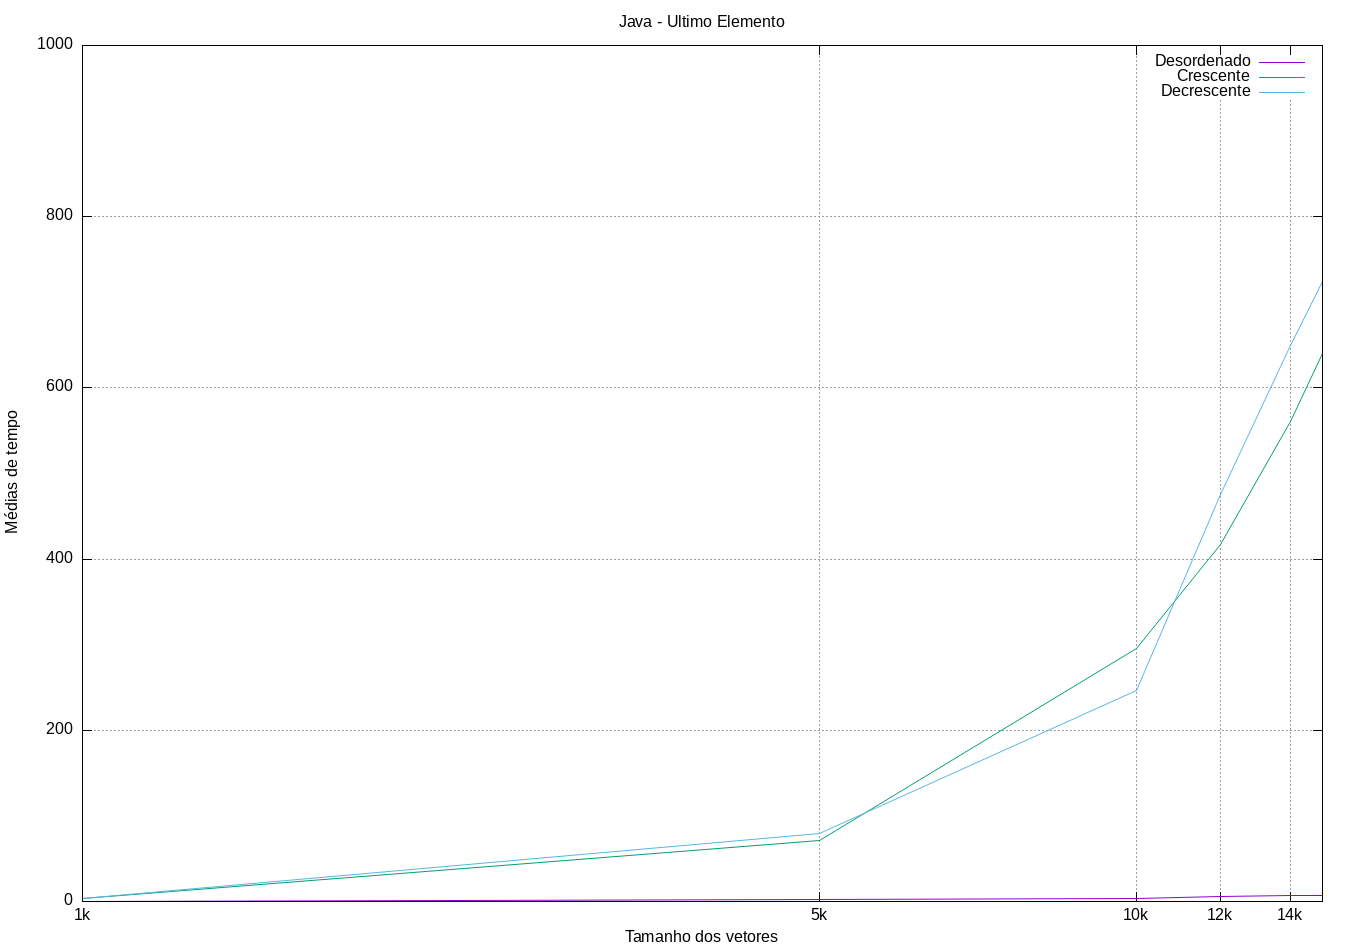 Java - Ultimo Elemento
1000
800
600
400
200
0
Médias de tempo
Desordenado
Crescente
Decrescente
1k 5k 10k 12k 14k
Tamanho dos vetores